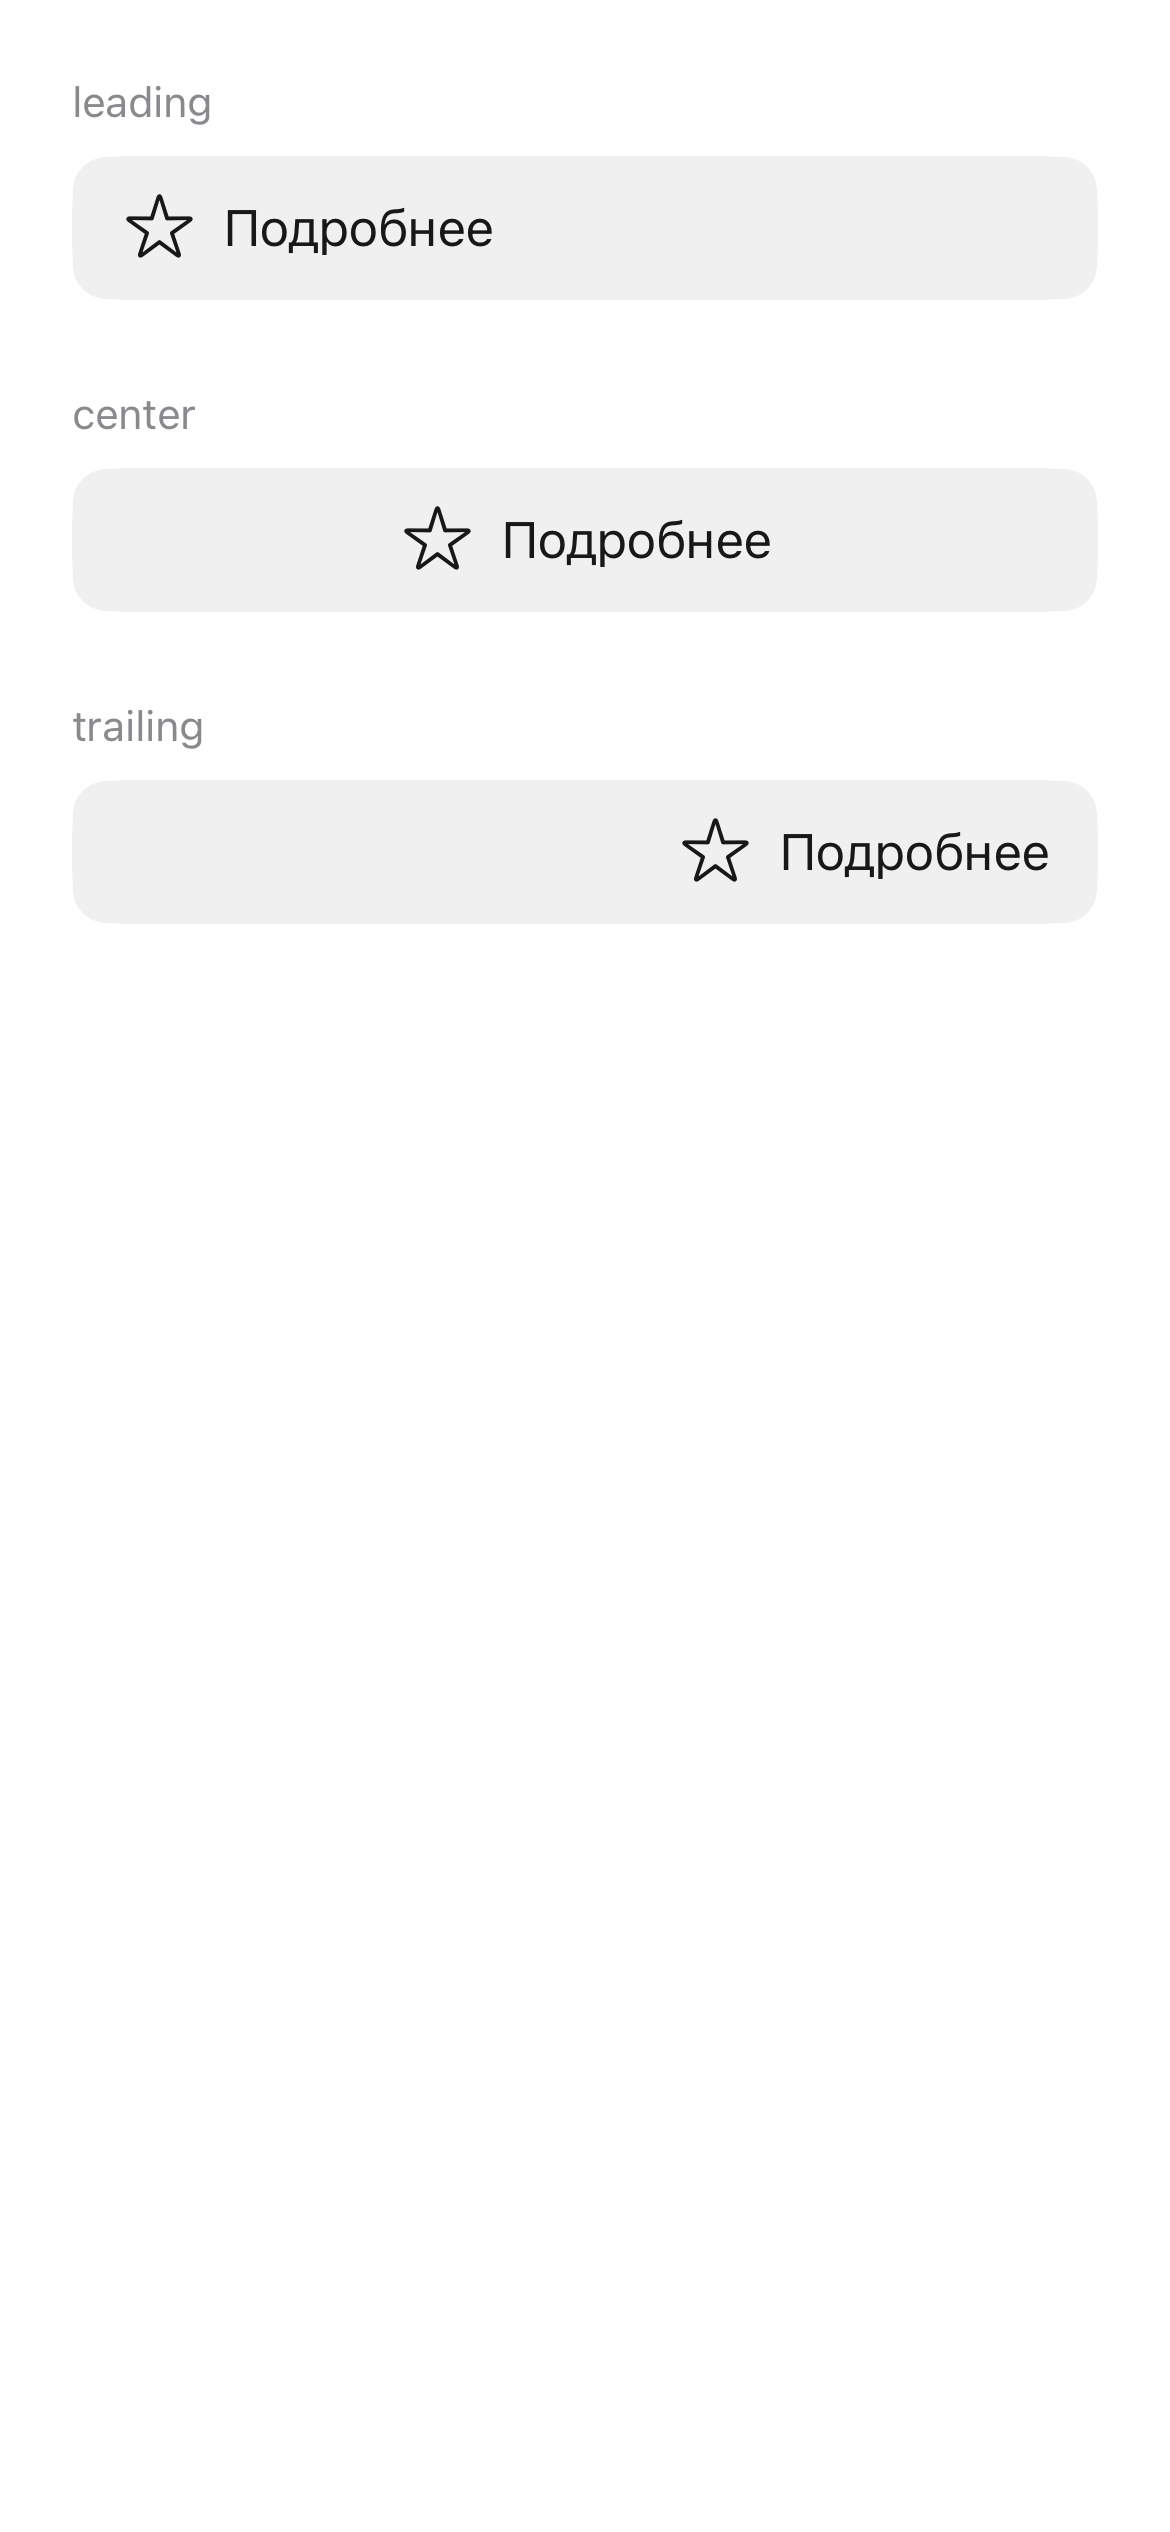 leading
Подробнее
center
Подробнее
trailing
Подробнее